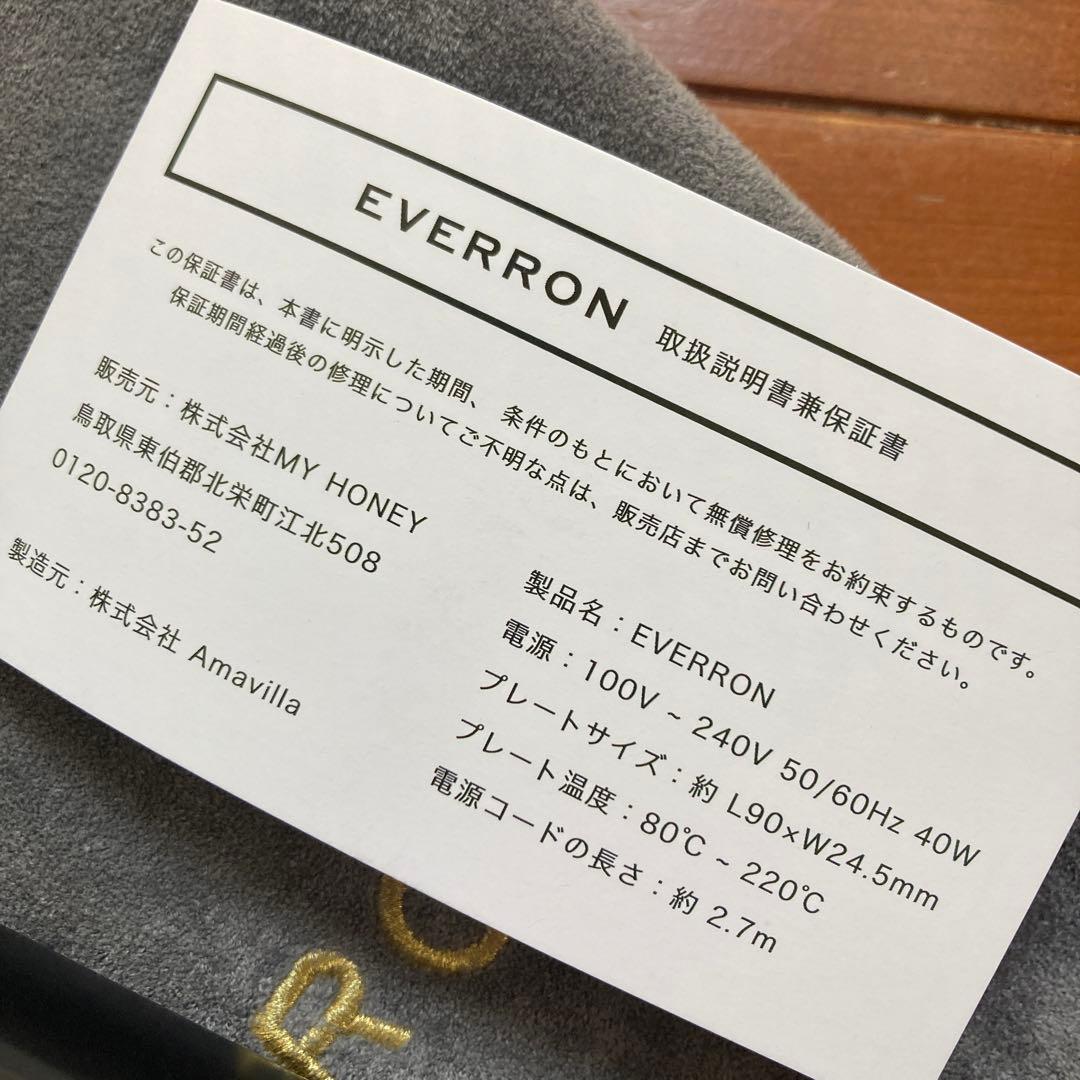 EVERRON 取扱説明書兼保証書
この保証書は、本書に明示した期間、条件のもとにおいて無償修理をお約束するものです。
保証期間経過後の修理についてご不明な点は、販売店までお問い合わせください。
販売元：株式会社MY HONEY
鳥取県東伯郡北栄町江北508
0120-8383-52
製造元：株式会社 Amavilla
製品名：EVERRON
電源：100V ~ 240V 50/60Hz 40W
プレートサイズ：約 L90×W24.5mm
プレート温度：80℃ ~ 220℃
電源コードの長さ：約 2.7m